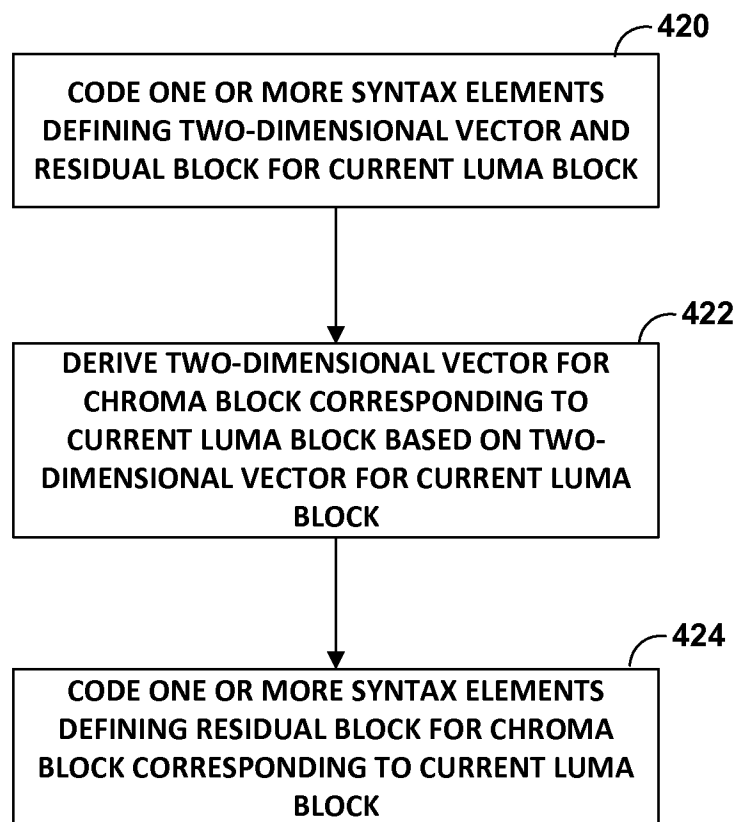 420
CODE ONE OR MORE SYNTAX ELEMENTS
DEFINING TWO-DIMENSIONAL VECTOR AND
RESIDUAL BLOCK FOR CURRENT LUMA BLOCK
422
DERIVE TWO-DIMENSIONAL VECTOR FOR
CHROMA BLOCK CORRESPONDING TO
CURRENT LUMA BLOCK BASED ON TWO-
DIMENSIONAL VECTOR FOR CURRENT LUMA
BLOCK
424
CODE ONE OR MORE SYNTAX ELEMENTS
DEFINING RESIDUAL BLOCK FOR CHROMA
BLOCK CORRESPONDING TO CURRENT LUMA
BLOCK